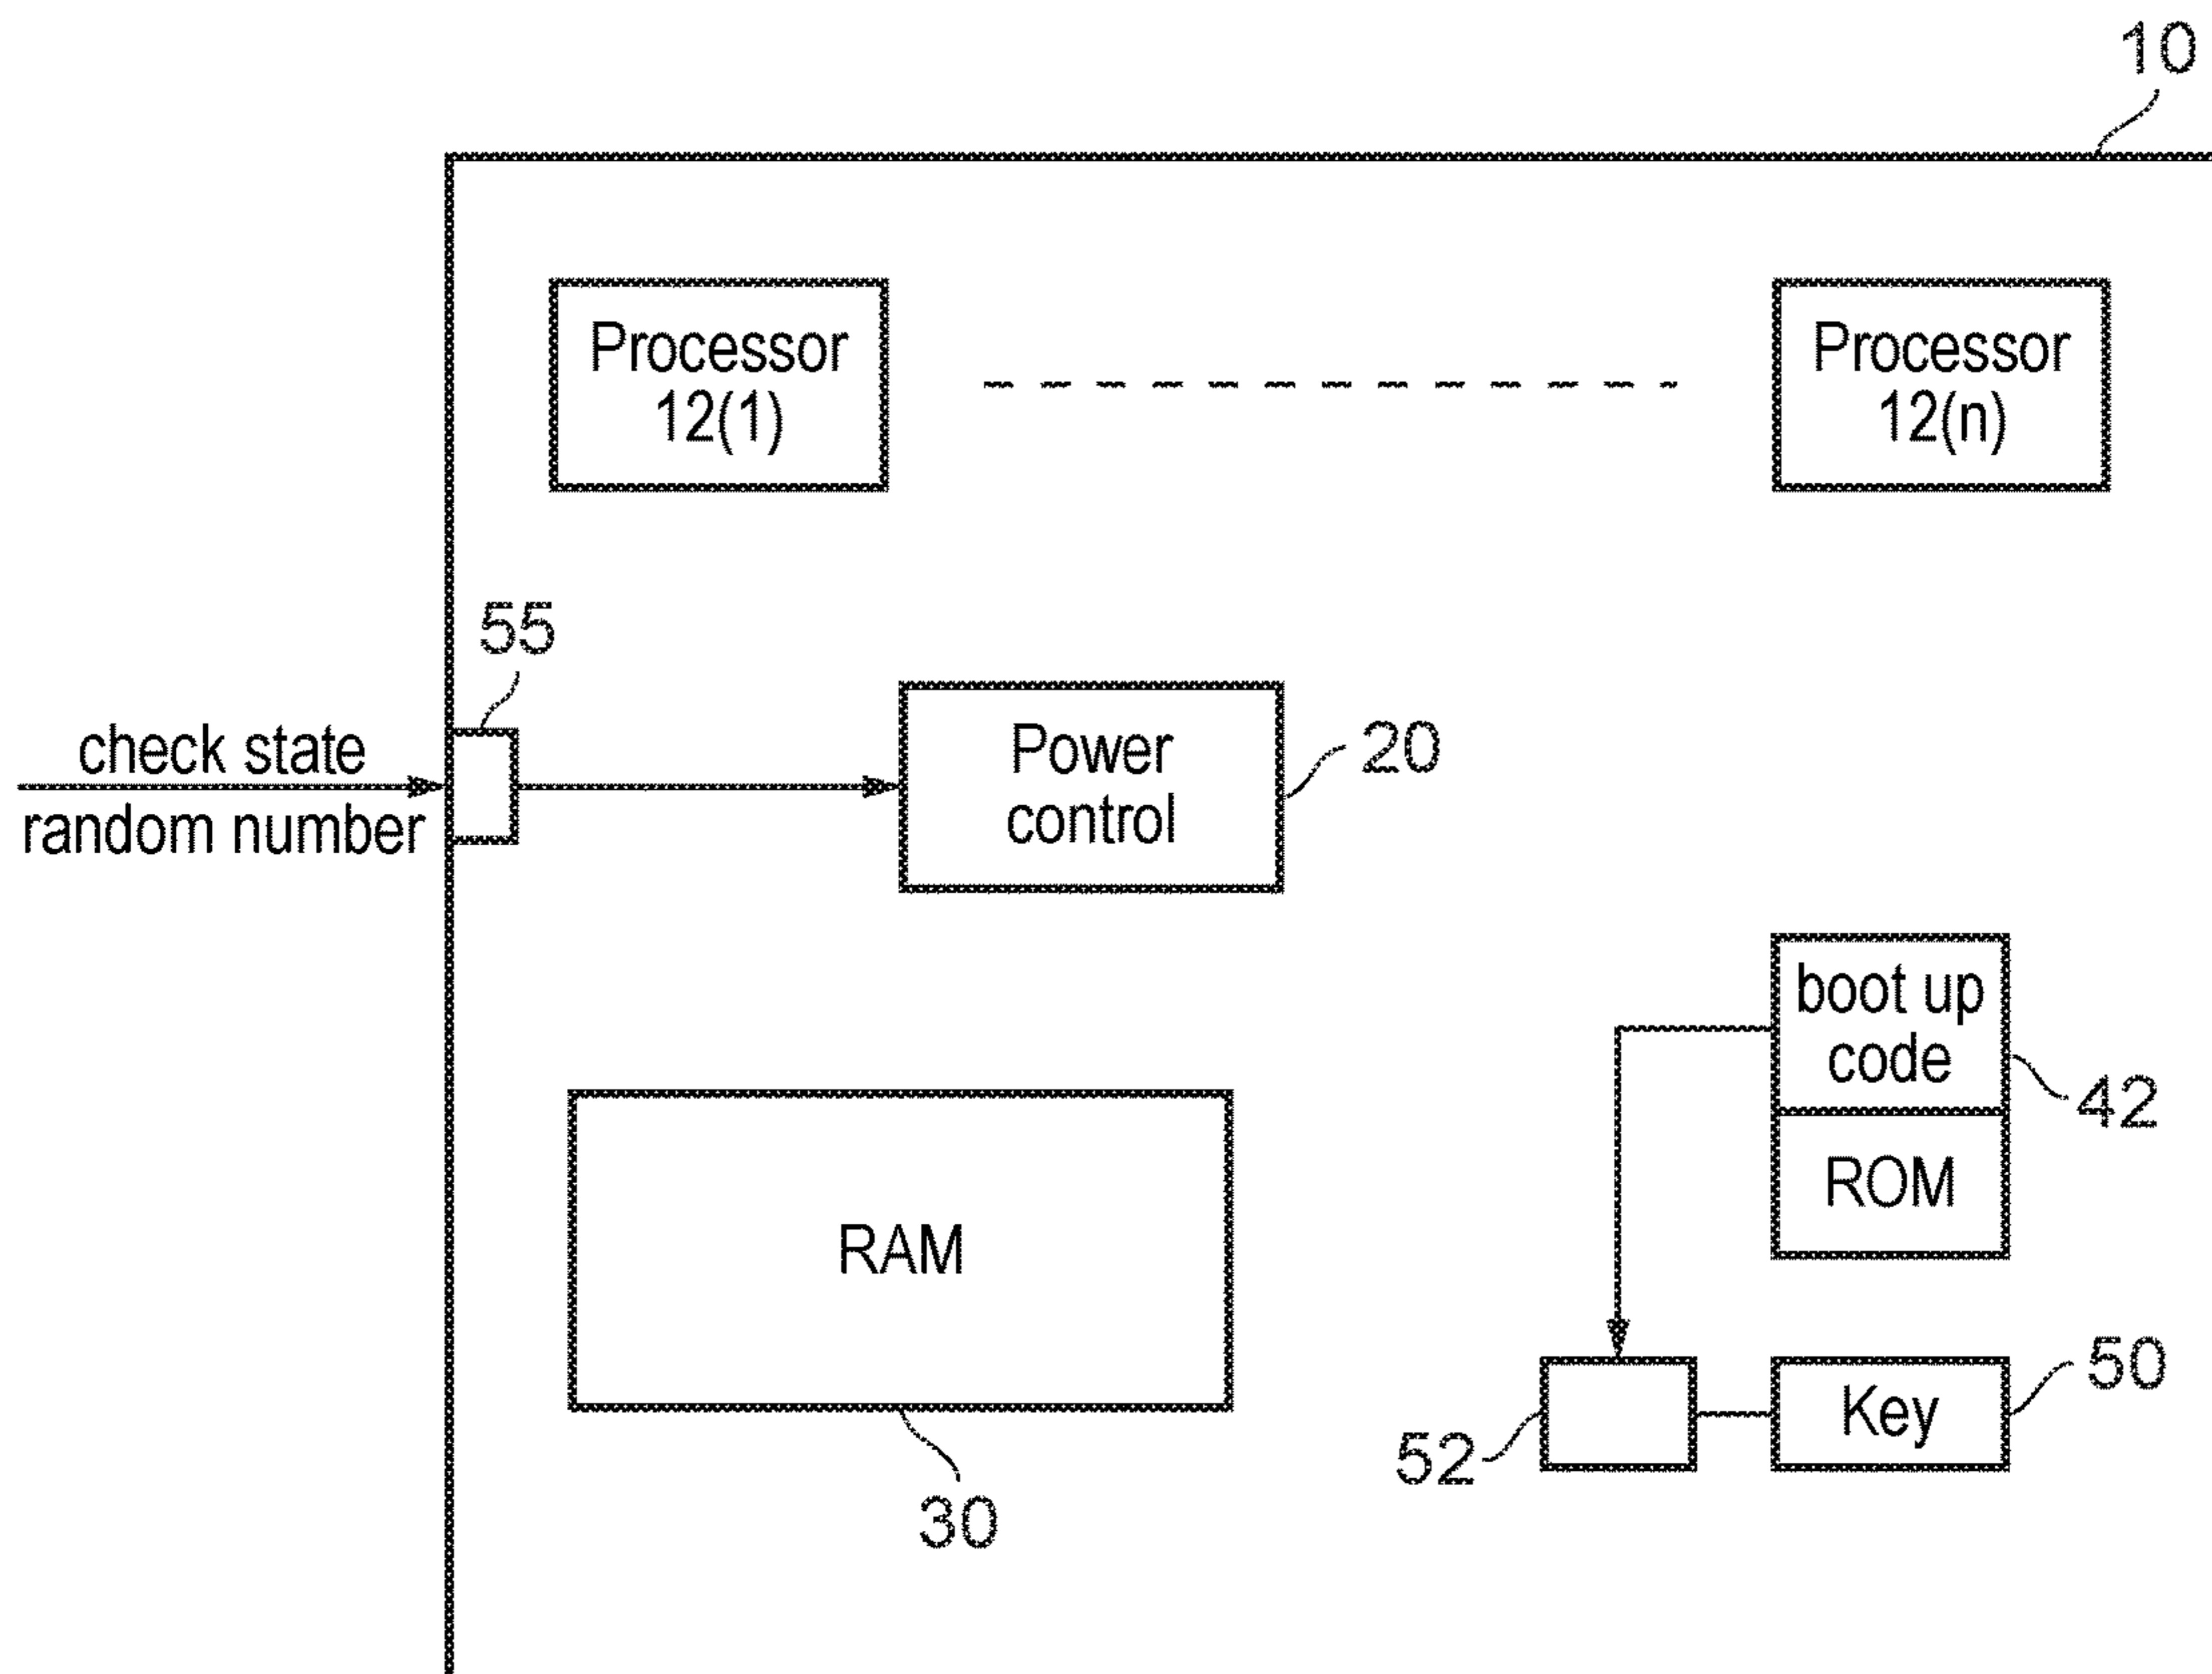 10
Processor
12(1)
Processor
12(n)
55
check state
random number
Power
control
20
boot up
code
42
ROM
RAM
30
52
Key
50